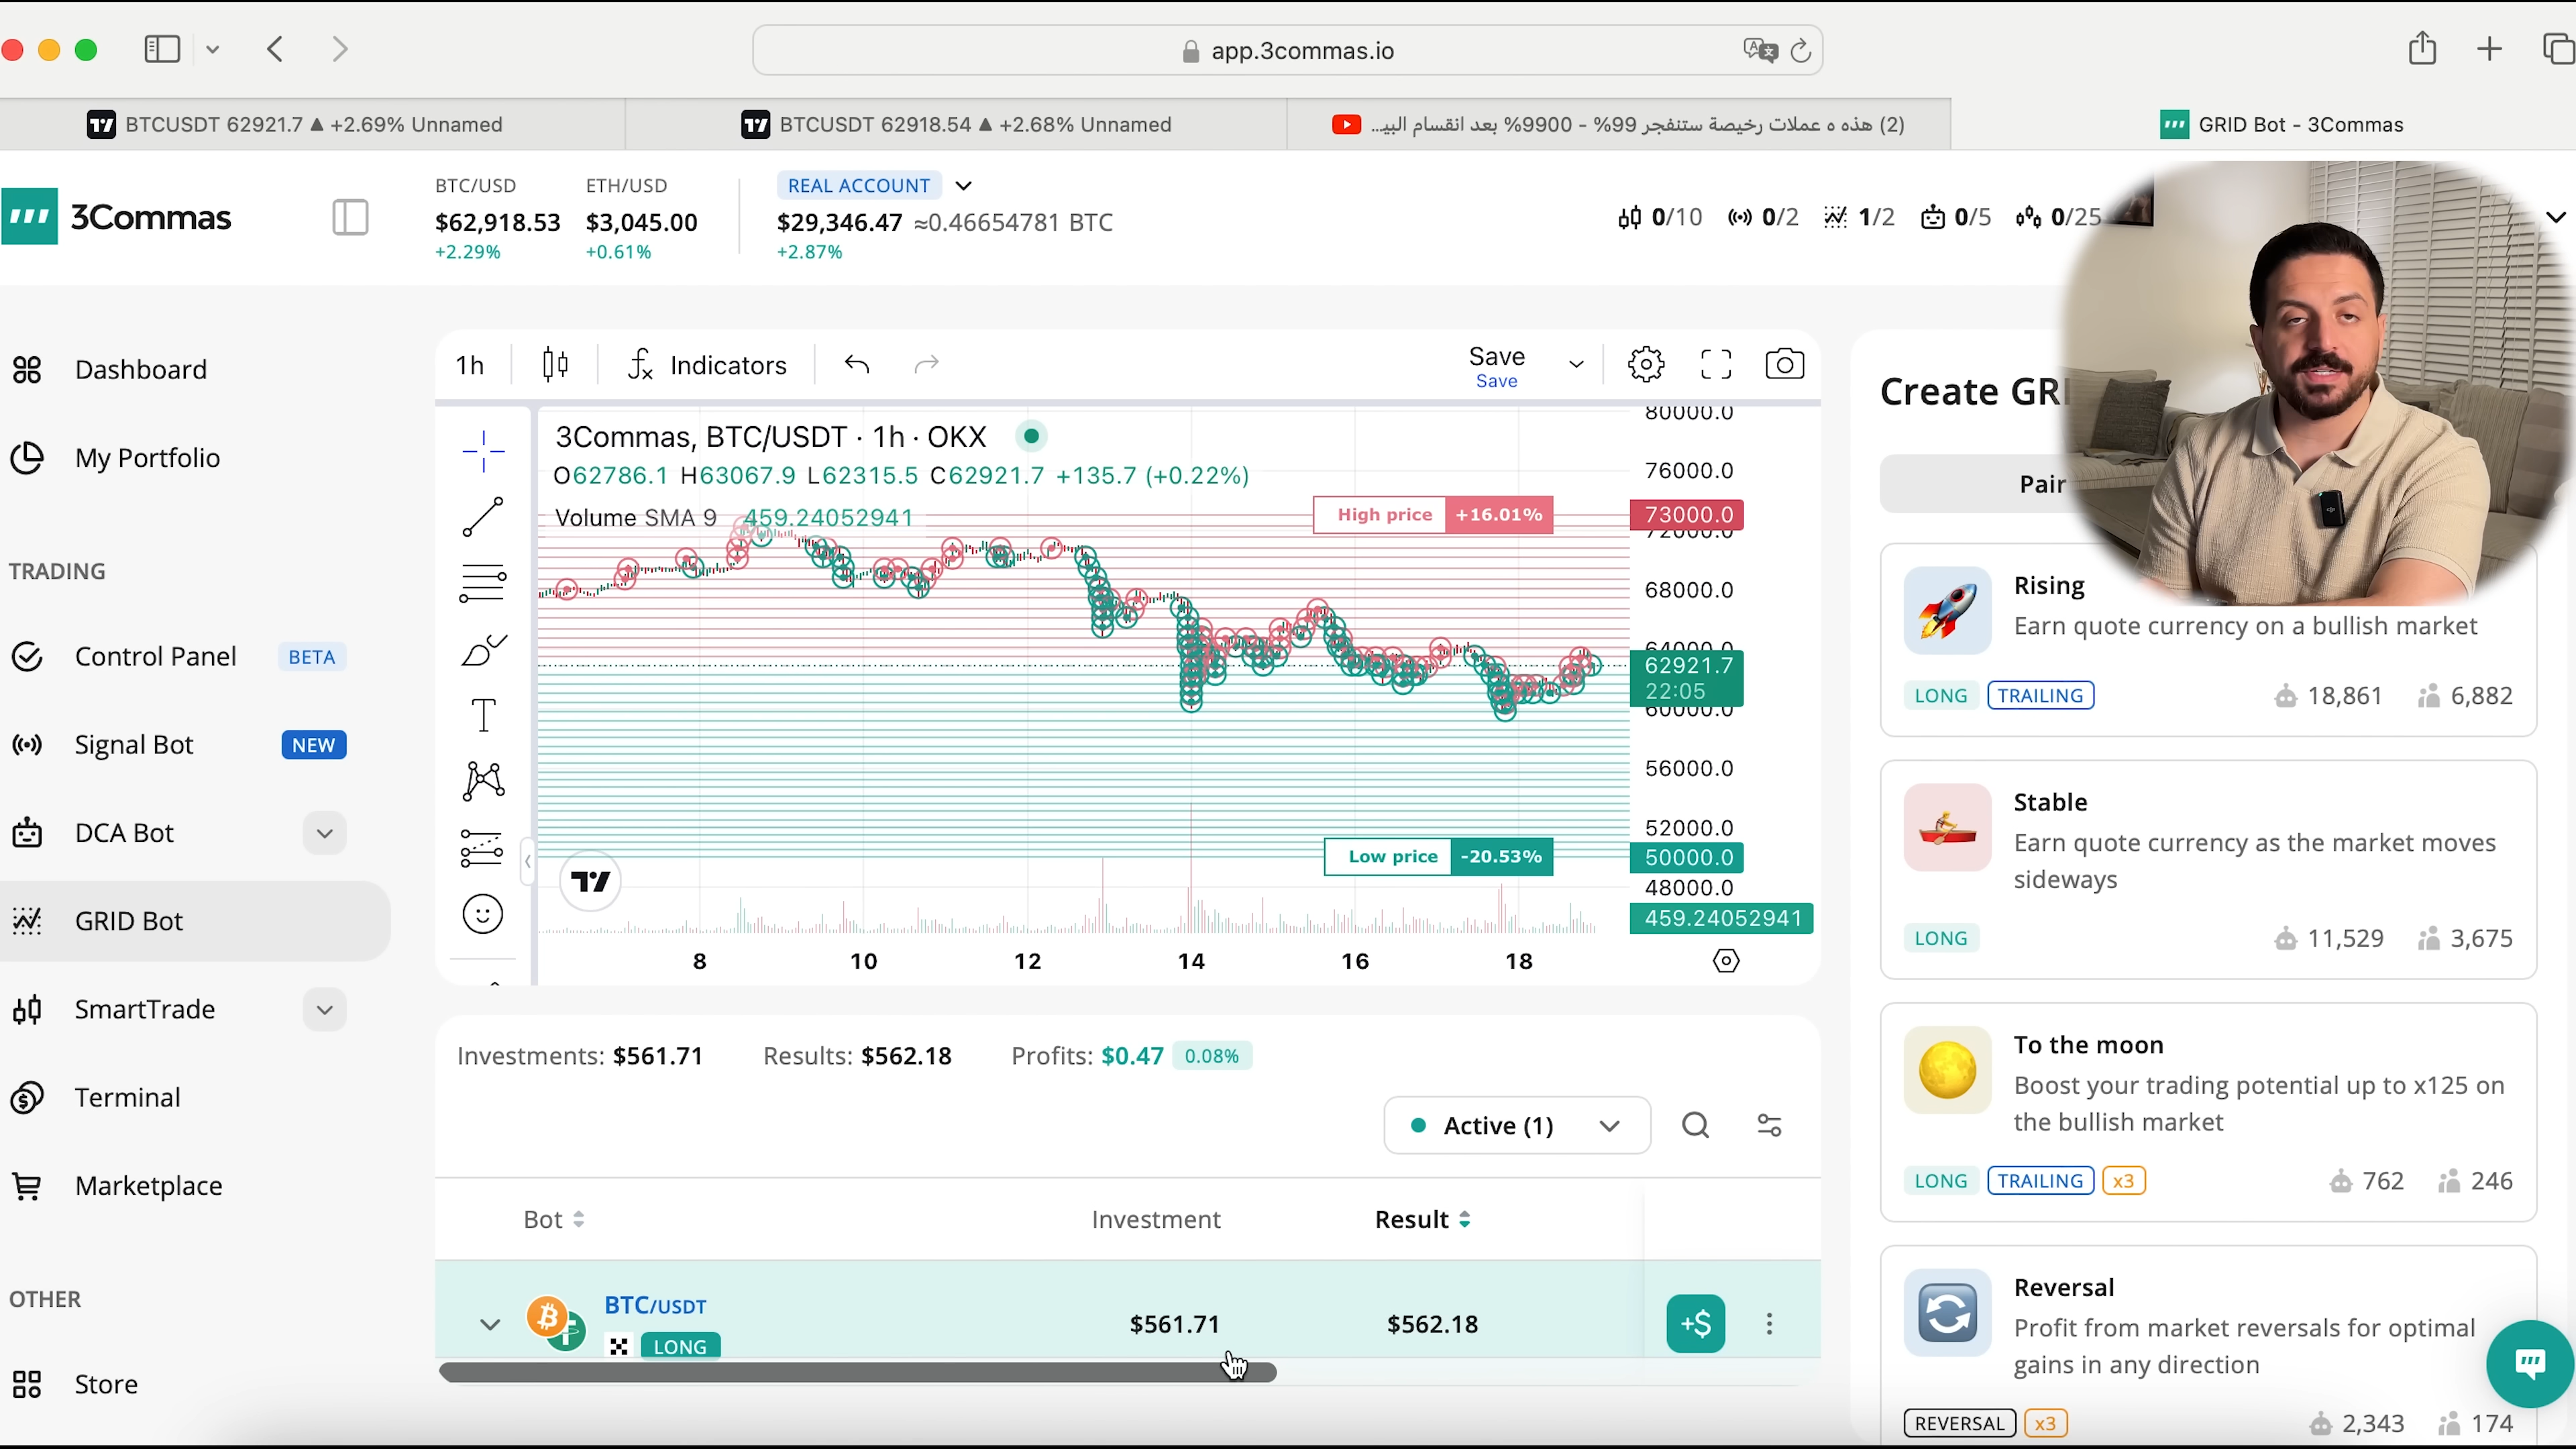 app.3commas.io
BTCUSDT 62921.7 ▲ +2.69% Unnamed
BTCUSDT 62918.54 ▲ +2.68% Unnamed
(2) هذه ه عملات رخيصة ستنفجر 99% - 9900% بعد انقسام البيـ...
GRID Bot - 3Commas
3Commas
BTC/USD
$62,918.53
+2.29%
ETH/USD
$3,045.00
+0.61%
REAL ACCOUNT
$29,346.47 ≈0.46654781 BTC
+2.87%
0/10
0/2
1/2
0/5
0/25
Dashboard
My Portfolio
TRADING
Control Panel BETA
Signal Bot NEW
DCA Bot
GRID Bot
SmartTrade
Terminal
Marketplace
OTHER
Store
1h
Indicators
Save
Save
3Commas, BTC/USDT · 1h · OKX
O62786.1 H63067.9 L62315.5 C62921.7 +135.7 (+0.22%)
Volume SMA 9 459.24052941
High price +16.01%
Low price -20.53%
80000.0
76000.0
73000.0
72000.0
68000.0
64000.0
62921.7
22:05
60000.0
56000.0
52000.0
50000.0
48000.0
459.24052941
8
10
12
14
16
18
Investments: $561.71
Results: $562.18
Profits: $0.47 0.08%
Active (1)
Bot
Investment
Result
BTC/USDT
LONG
$561.71
$562.18
+$
Create GRI
Pair
Rising
Earn quote currency on a bullish market
LONG TRAILING 18,861 6,882
Stable
Earn quote currency as the market moves
sideways
LONG 11,529 3,675
To the moon
Boost your trading potential up to x125 on
the bullish market
LONG TRAILING x3 762 246
Reversal
Profit from market reversals for optimal
gains in any direction
REVERSAL x3 2,343 174